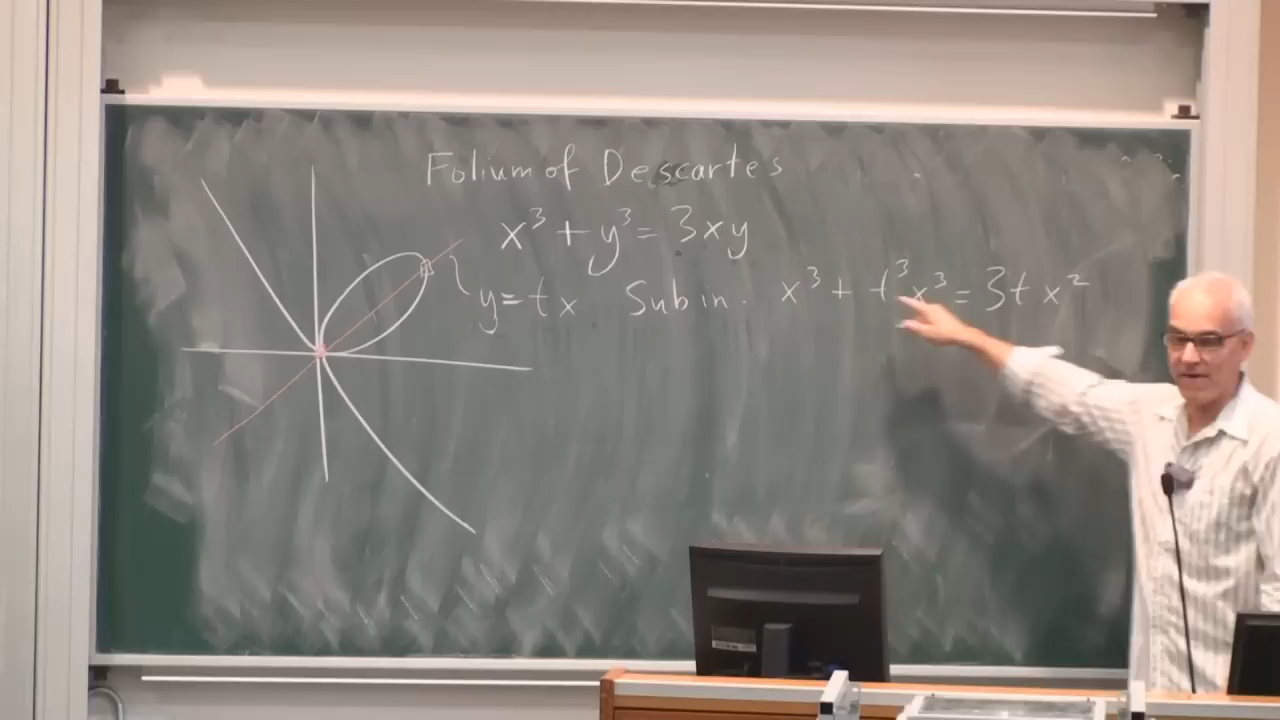 Folium of Descartes
x³ + y³ = 3xy
y = tx Sub in. x³ + t³x³ = 3tx²